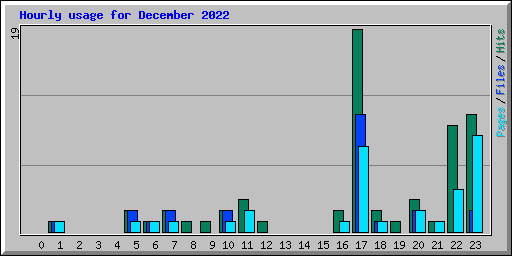 Hourly usage for December 2022
19
Pages / Files / Hits
0 1 2 3 4 5 6 7 8 9 10 11 12 13 14 15 16 17 18 19 20 21 22 23